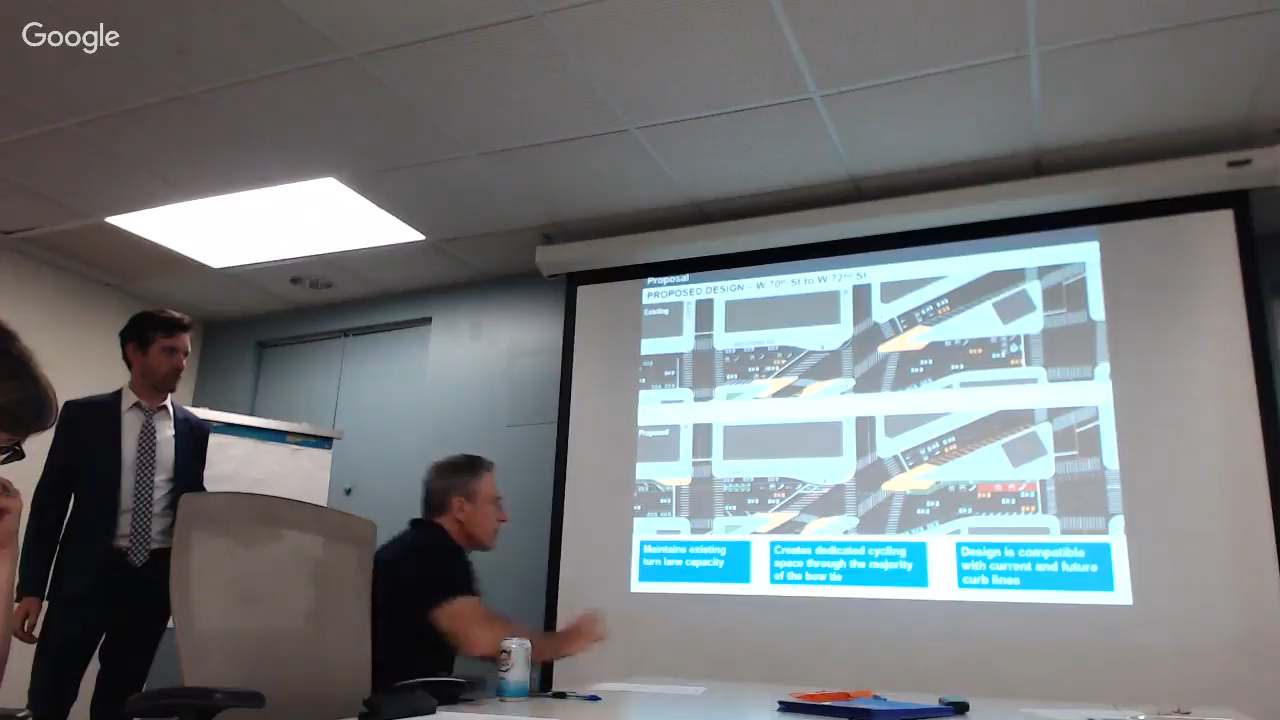 Google
Proposal
PROPOSED DESIGN – W 70th St to W 72nd St
Existing
Proposed
Maintains existing
turn lane capacity
Creates dedicated cycling
space through the majority
of the bow tie
Design is compatible
with current and future
curb lines